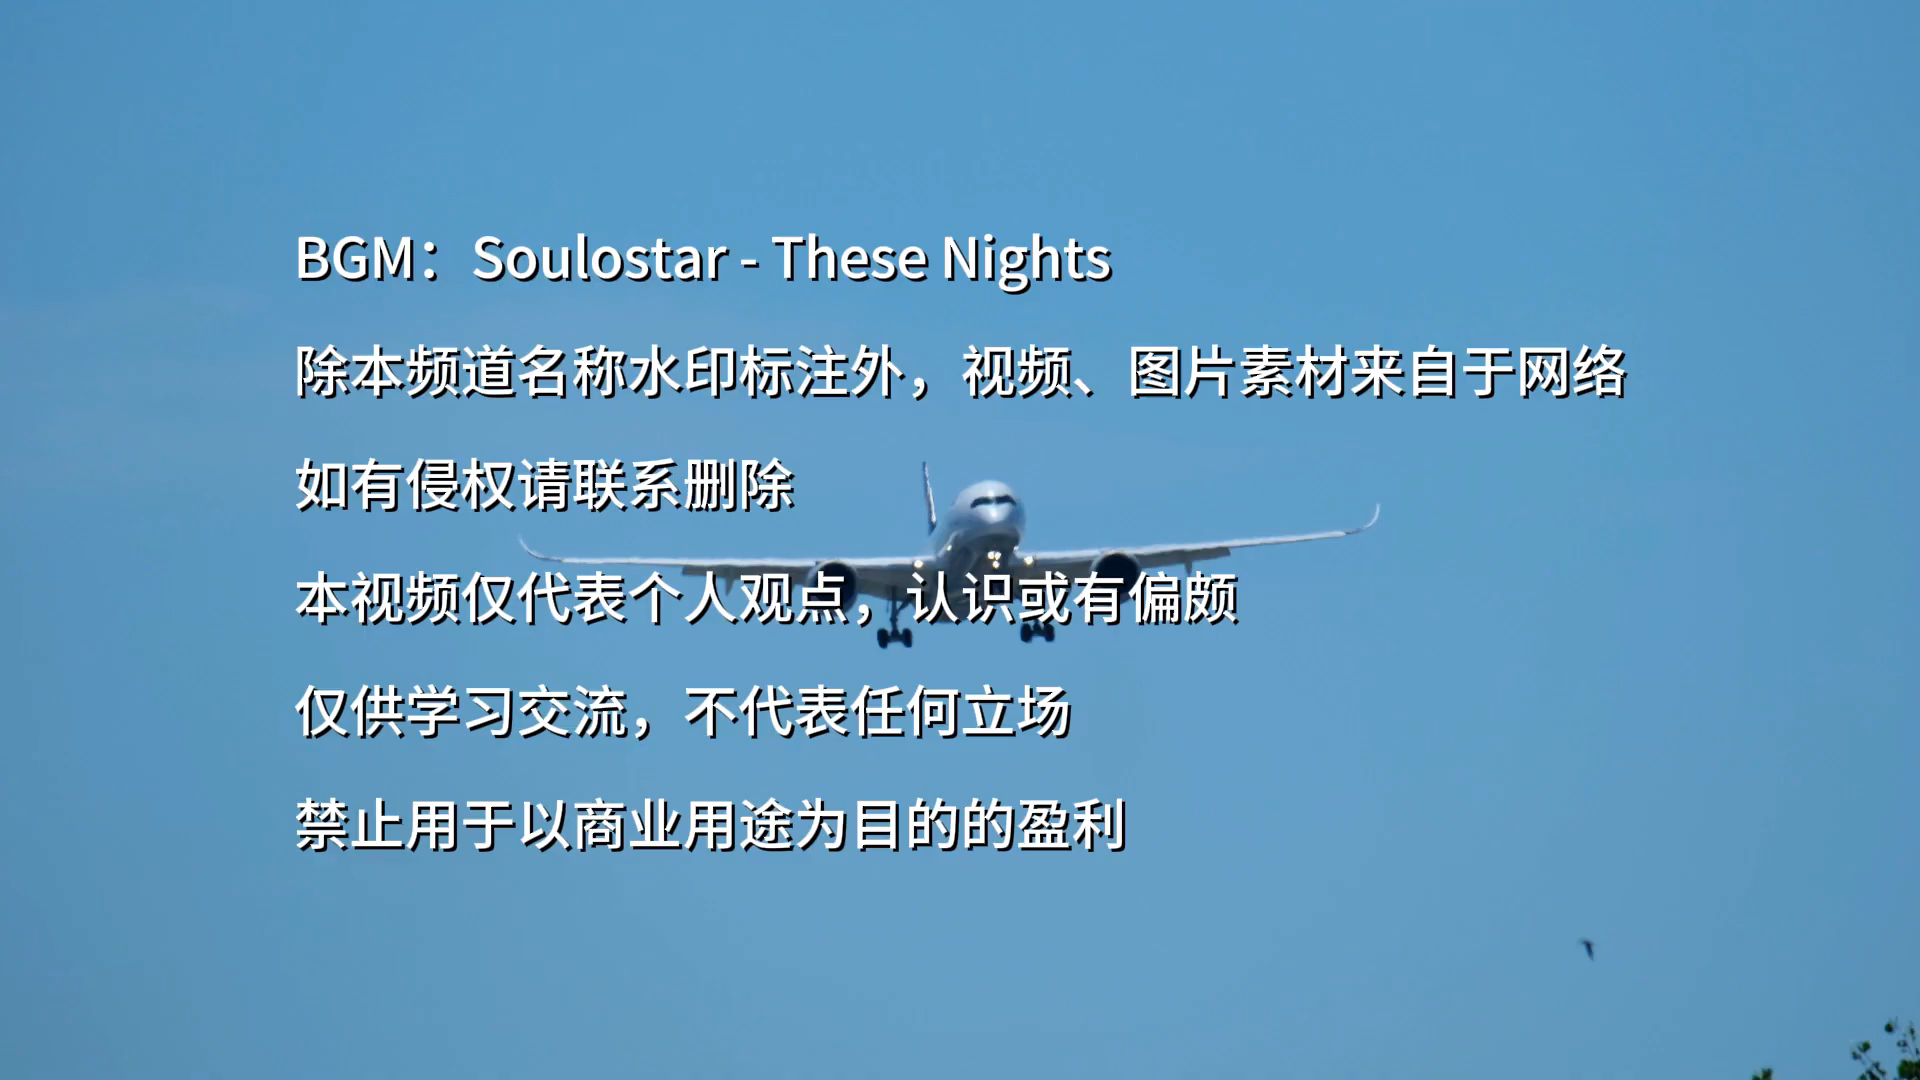 BGM：Soulostar - These Nights
除本频道名称水印标注外，视频、图片素材来自于网络
如有侵权请联系删除
本视频仅代表个人观点，认识或有偏颇
仅供学习交流，不代表任何立场
禁止用于以商业用途为目的的盈利